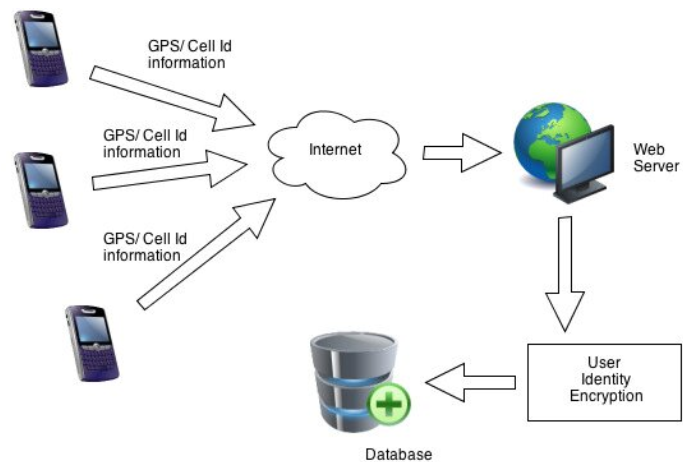 GPS/ Cell Id
information
GPS/ Cell Id
information
GPS/ Cell Id
information
Internet
Web
Server
User
Identity
Encryption
Database